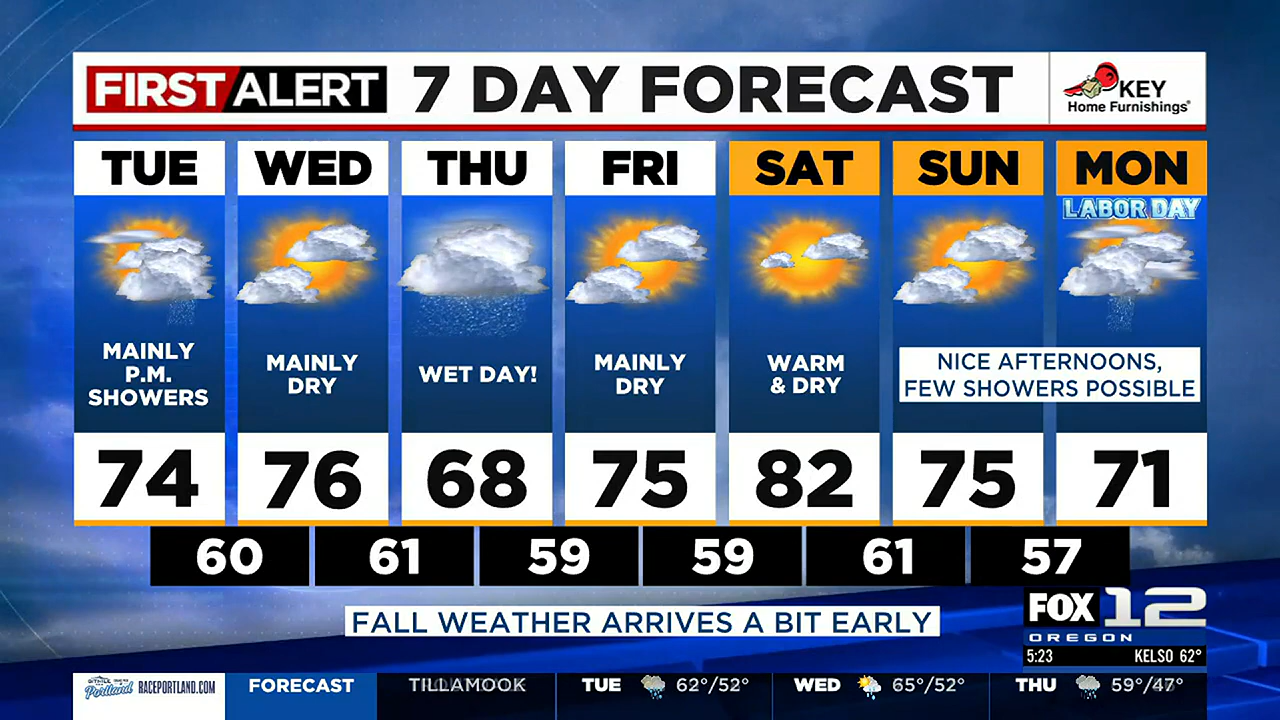 FIRST ALERT 7 DAY FORECAST
KEY
Home Furnishings®
TUE WED THU FRI SAT SUN MON
LABOR DAY
MAINLY
P.M.
SHOWERS
MAINLY
DRY
WET DAY!
MAINLY
DRY
WARM
& DRY
NICE AFTERNOONS,
FEW SHOWERS POSSIBLE
74 76 68 75 82 75 71
60 61 59 59 61 57
FALL WEATHER ARRIVES A BIT EARLY
FOX 12
OREGON
5:23 KELSO 62°
Portland RACEPORTLAND.COM FORECAST TILLAMOOK TUE 62°/52° WED 65°/52° THU 59°/47°